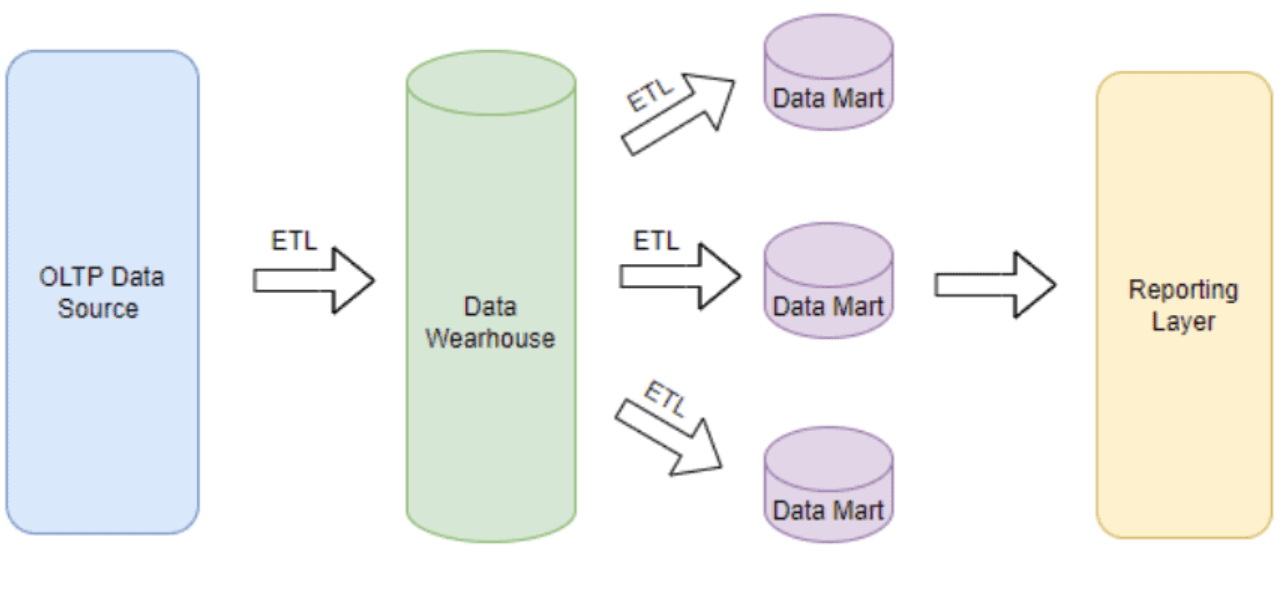 OLTP Data
Source
ETL
Data
Wearhouse
ETL
Data Mart
ETL
Data Mart
ETL
Data Mart
Reporting
Layer